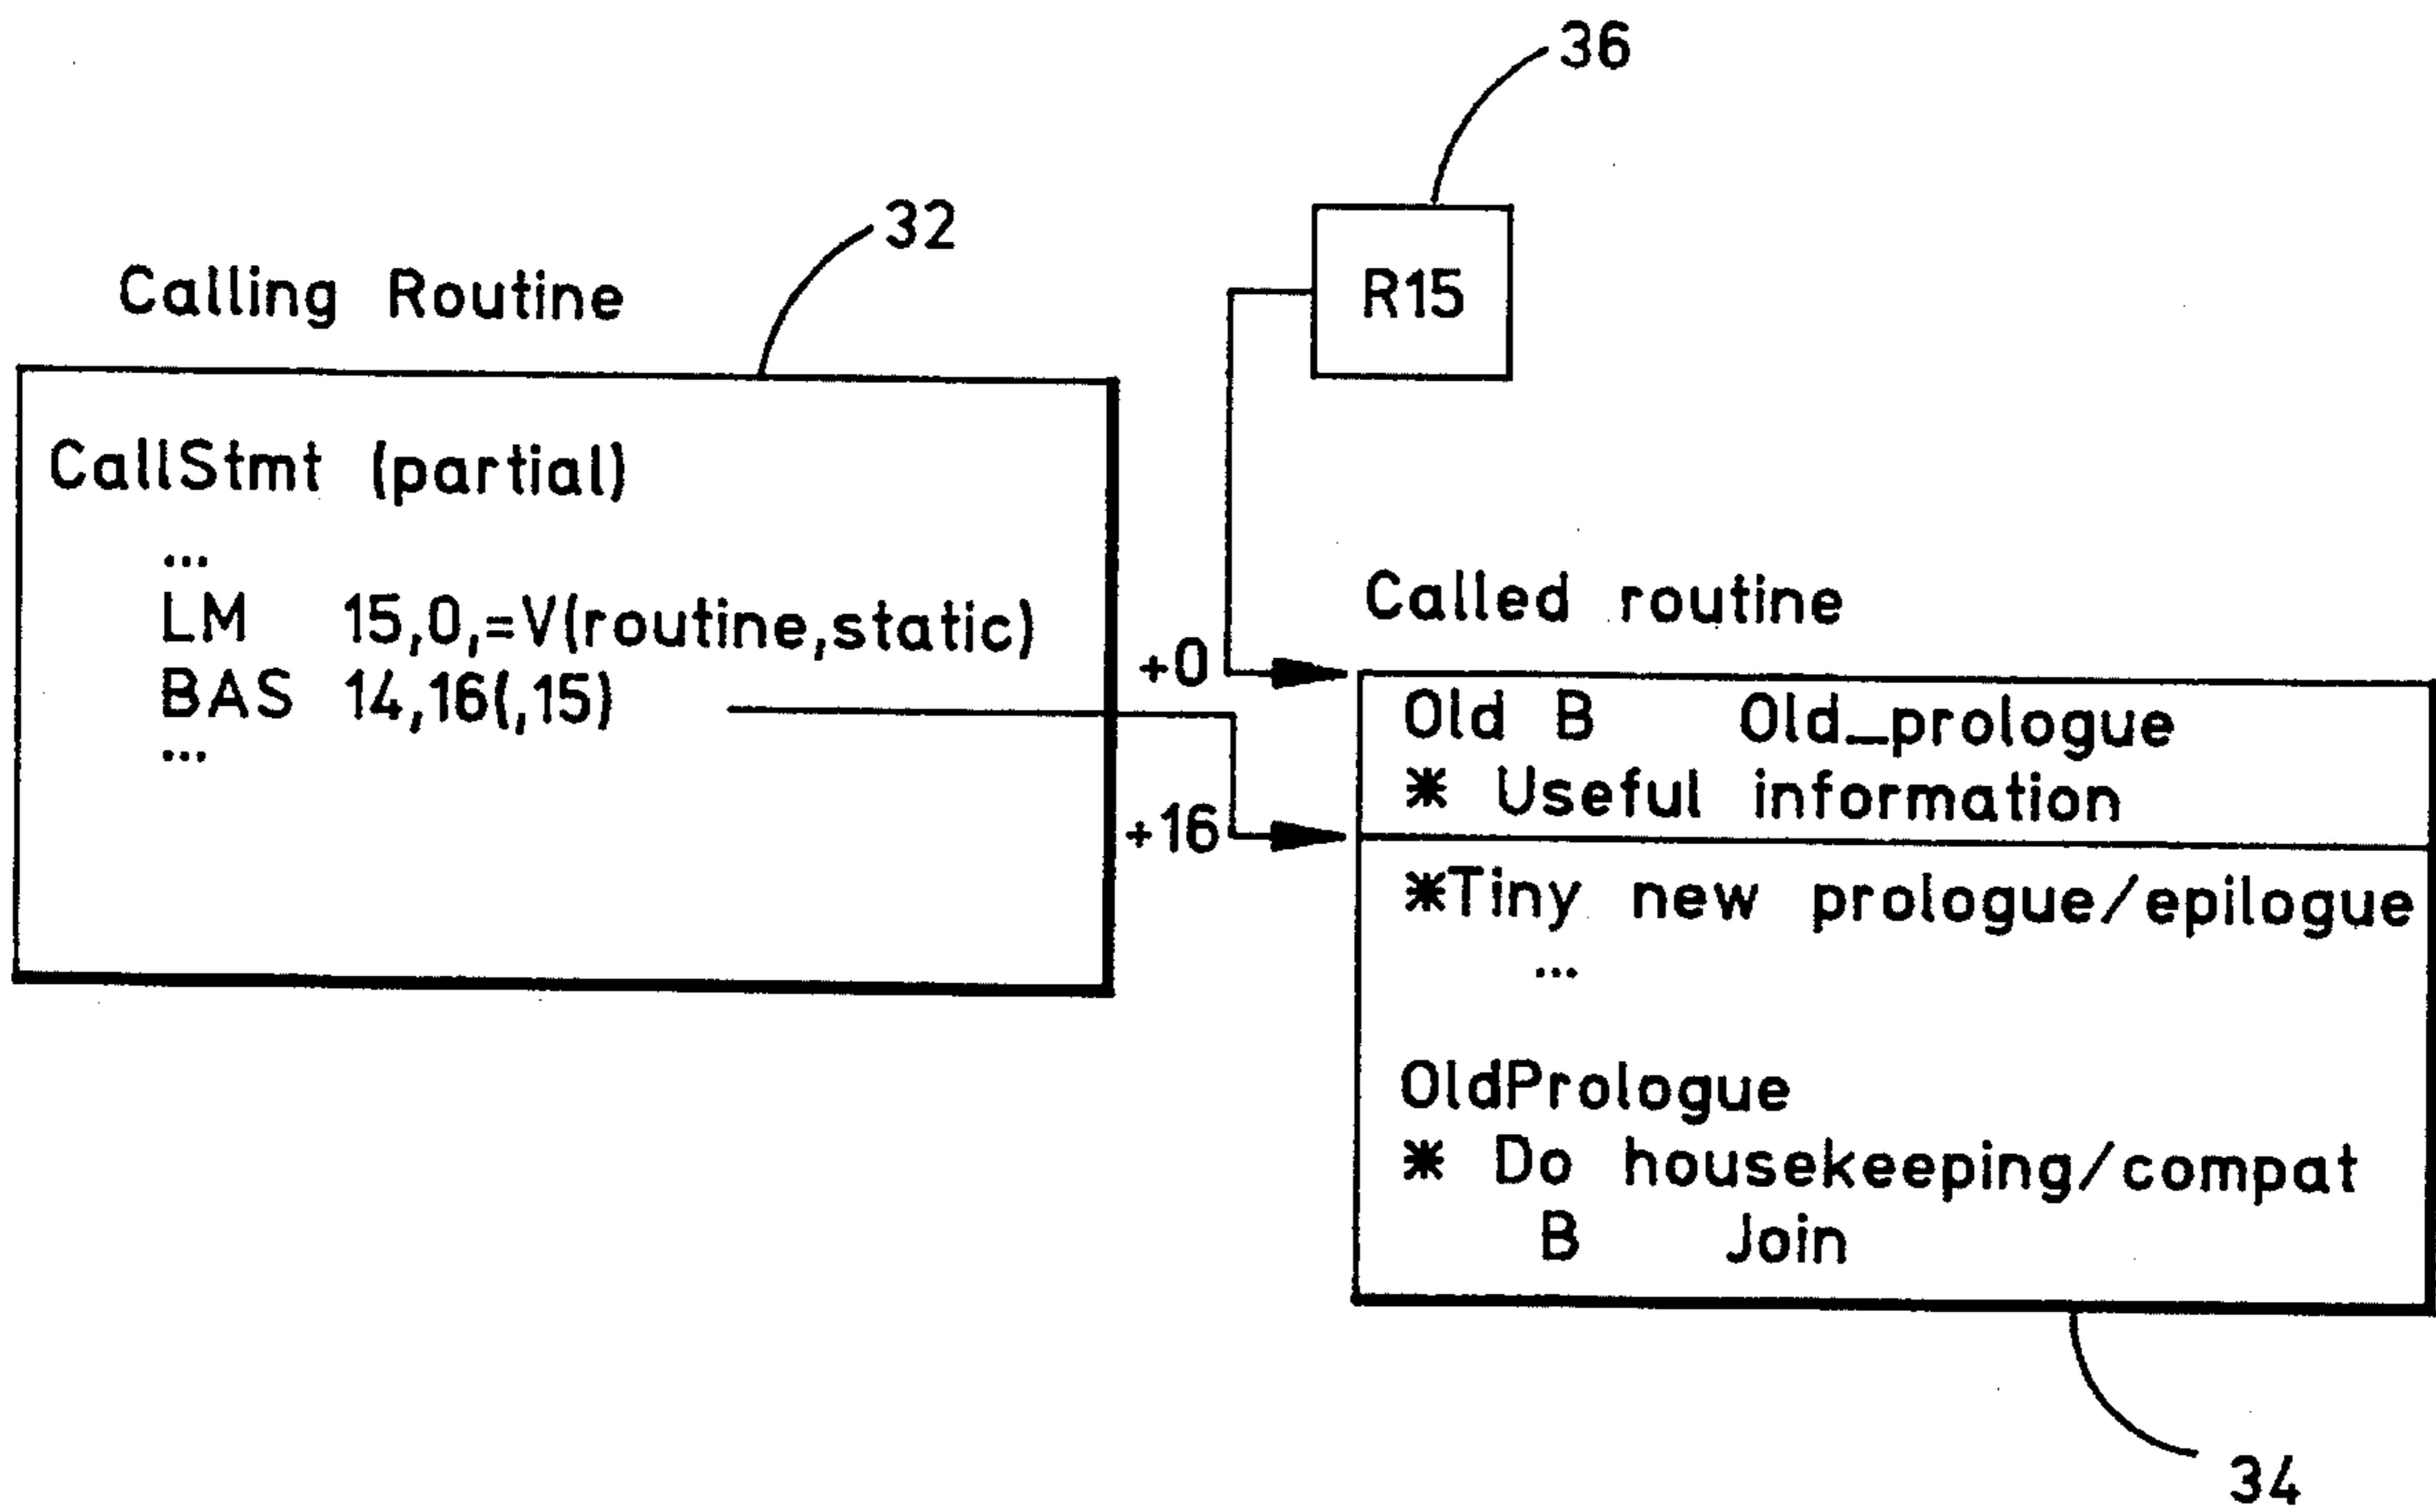 36
32
Calling Routine
R15
CallStmt (partial)
...
LM 15,0,=V(routine,static)
BAS 14,16(,15)
...
+0
+16
Called routine
Old B Old_prologue
* Useful information
*Tiny new prologue/epilogue
...
OldPrologue
* Do housekeeping/compat
B Join
34